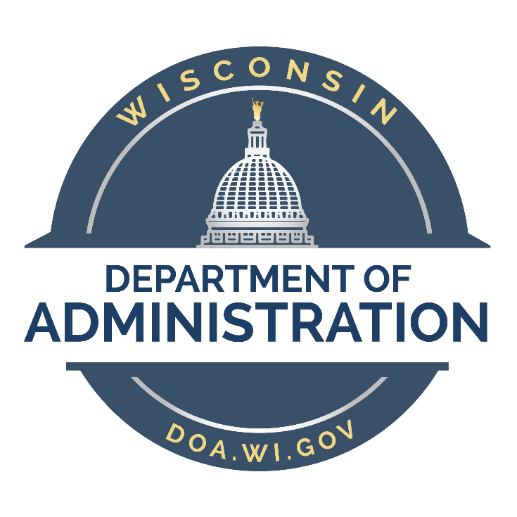 WISCONSIN
DEPARTMENT OF
ADMINISTRATION
DOA.WI.GOV